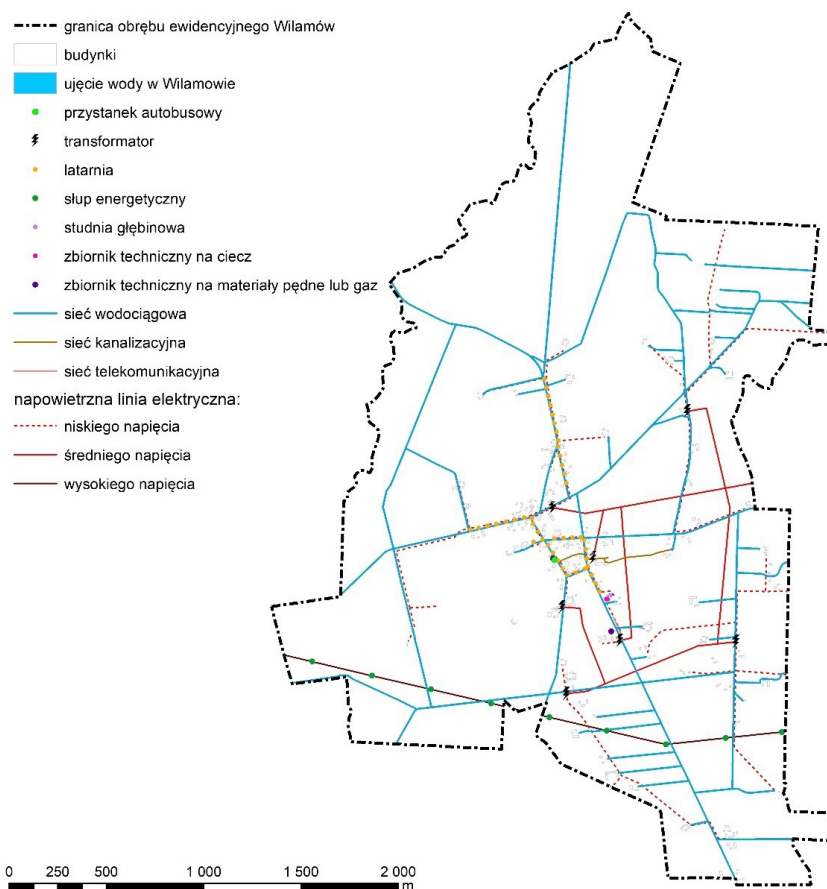 granica obrębu ewidencyjnego Wilamów
budynki
ujęcie wody w Wilamowie
przystanek autobusowy
transformator
latarnia
słup energetyczny
studnia głębinowa
zbiornik techniczny na ciecz
zbiornik techniczny na materiały pędne lub gaz
sieć wodociągowa
sieć kanalizacyjna
sieć telekomunikacyjna
napowietrzna linia elektryczna:
niskiego napięcia
średniego napięcia
wysokiego napięcia
0 250 500 1 000 1 500 2 000
m